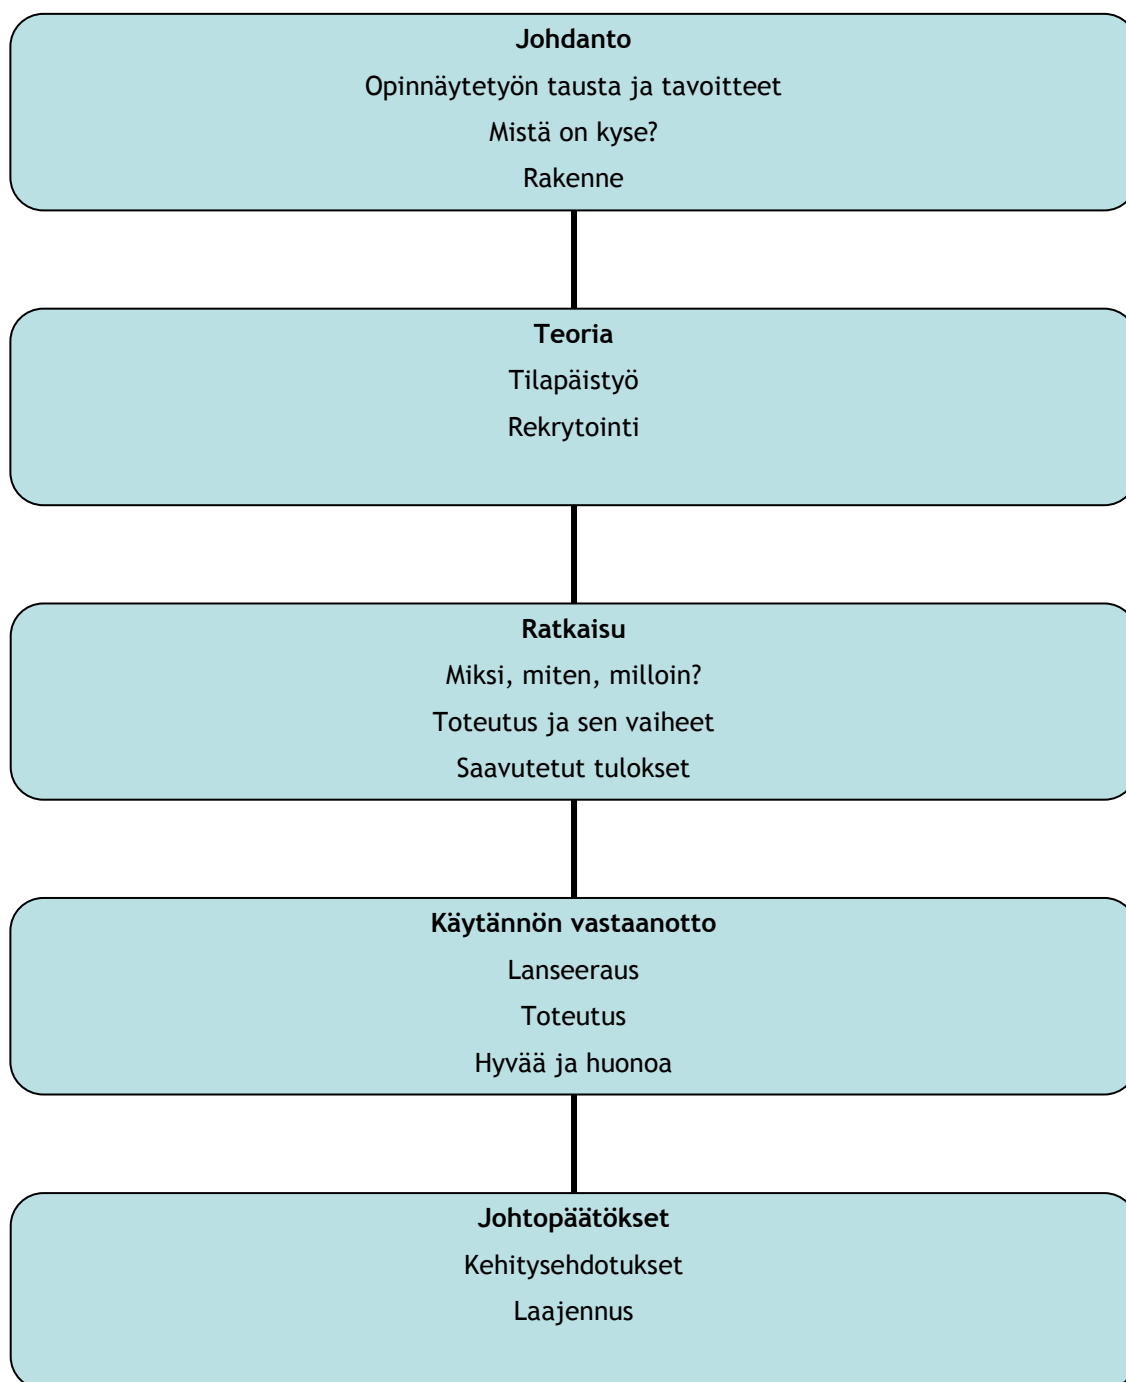 Johdanto
Opinnäytetyön tausta ja tavoitteet
Mistä on kyse?
Rakenne
Teoria
Tilapäistyö
Rekrytointi
Ratkaisu
Miksi, miten, milloin?
Toteutus ja sen vaiheet
Saavutetut tulokset
Käytännön vastaanotto
Lanseeraus
Toteutus
Hyvää ja huonoa
Johtopäätökset
Kehitysehdotukset
Laajennus